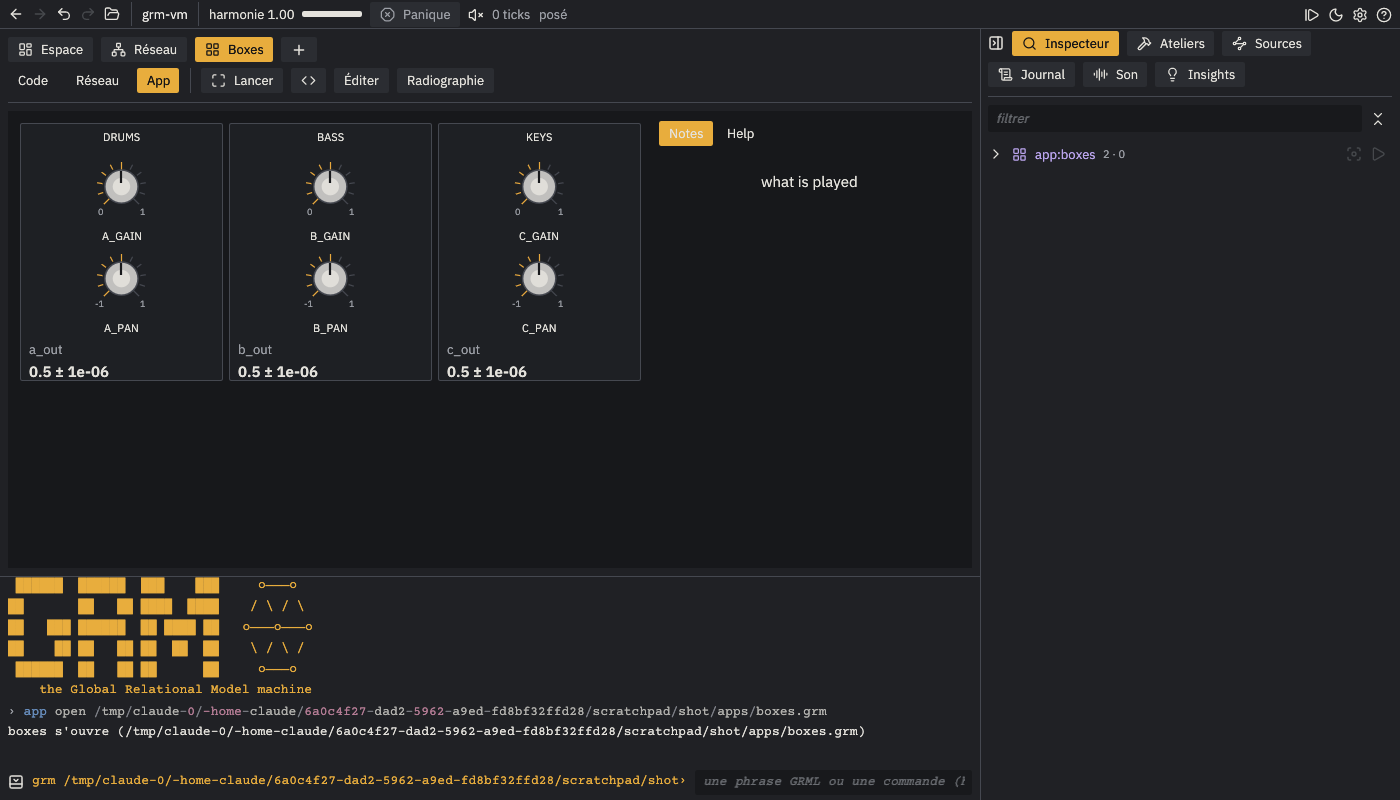 grm-vm harmonie 1.00 Panique 0 ticks posé
Espace Réseau Boxes +
Code Réseau App Lancer <> Éditer Radiographie
DRUMS BASS KEYS Notes Help
what is played
0 1 0 1 0 1
A_GAIN B_GAIN C_GAIN
-1 1 -1 1 -1 1
A_PAN B_PAN C_PAN
a_out b_out c_out
0.5 ± 1e-06 0.5 ± 1e-06 0.5 ± 1e-06
Inspecteur Ateliers Sources
Journal Son Insights
filtrer
app:boxes 2 · 0
GRM
the Global Relational Model machine
› app open /tmp/claude-0/-home-claude/6a0c4f27-dad2-5962-a9ed-fd8bf32ffd28/scratchpad/shot/apps/boxes.grm
boxes s'ouvre (/tmp/claude-0/-home-claude/6a0c4f27-dad2-5962-a9ed-fd8bf32ffd28/scratchpad/shot/apps/boxes.grm)
grm /tmp/claude-0/-home-claude/6a0c4f27-dad2-5962-a9ed-fd8bf32ffd28/scratchpad/shot› une phrase GRML ou une commande (